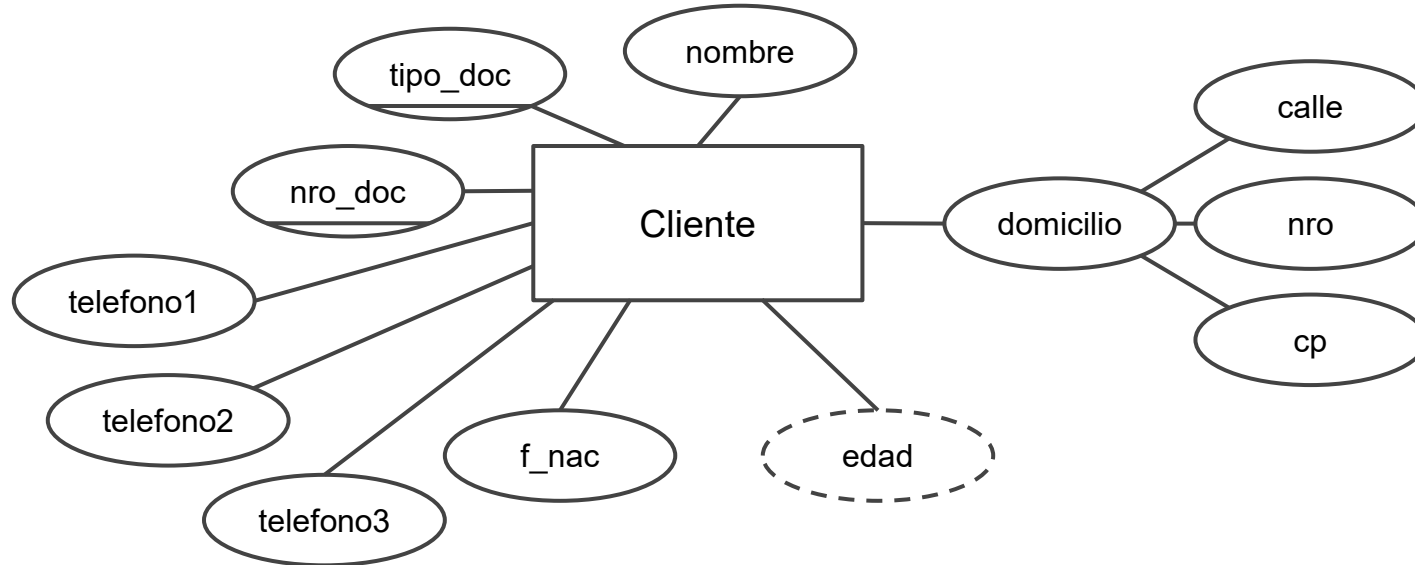 nombre
tipo_doc
calle
nro_doc
Cliente
domicilio
nro
telefono1
cp
telefono2
f_nac
edad
telefono3